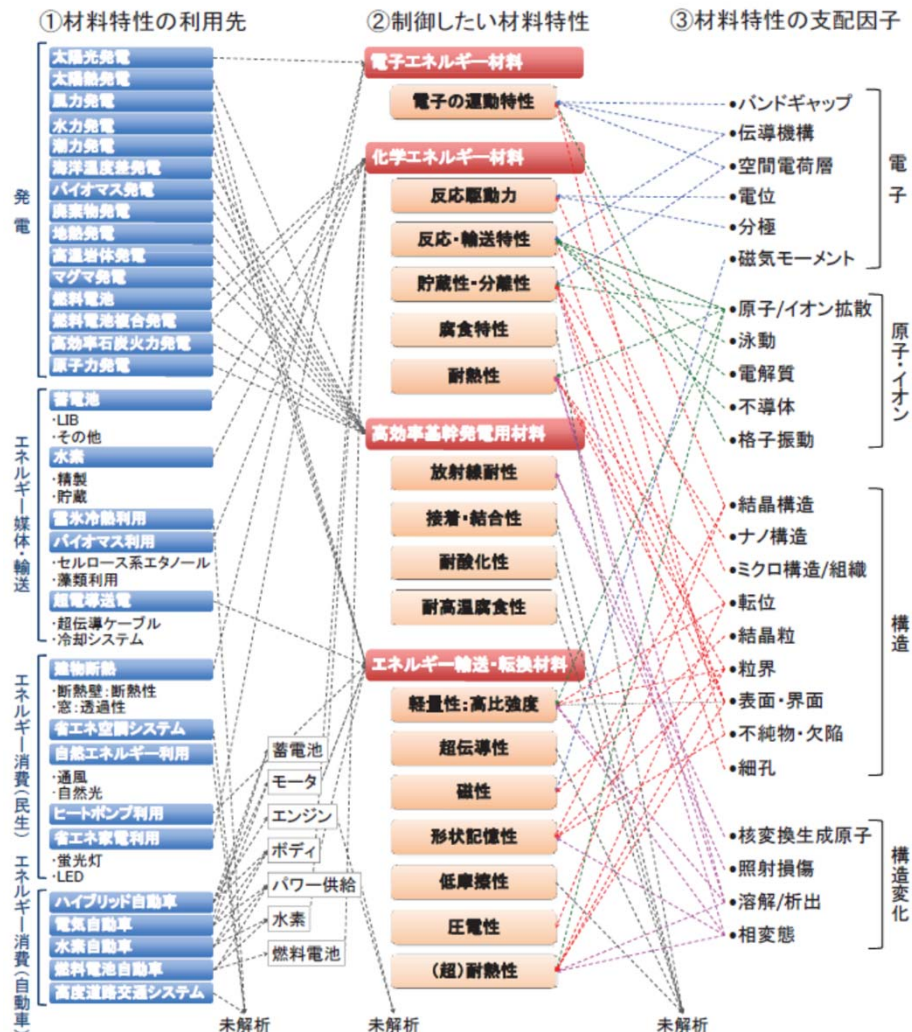 ①材料特性の利用先
②制御したい材料特性
③材料特性の支配因子
発電
太陽光発電
太陽熱発電
風力発電
水力発電
潮力発電
海洋温度差発電
バイオマス発電
廃棄物発電
地熱発電
高温岩体発電
マグマ発電
燃料電池
燃料電池複合発電
高効率石炭火力発電
原子力発電
エネルギー媒体・輸送
蓄電池
・LIB
・その他
水素
・精製
・貯蔵
雪氷冷熱利用
バイオマス利用
・セルロース系エタノール
・藻類利用
超電導送電
・超伝導ケーブル
・冷却システム
エネルギー消費(民生)
建物断熱
・断熱壁:断熱性
・窓:透過性
省エネ空調システム
自然エネルギー利用
・通風
・自然光
ヒートポンプ利用
省エネ家電利用
・蛍光灯
・LED
エネルギー消費(自動車)
ハイブリッド自動車
電気自動車
水素自動車
燃料電池自動車
高度道路交通システム
蓄電池
モータ
エンジン
ボディ
パワー供給
水素
燃料電池
未解析
電子エネルギー材料
電子の運動特性
化学エネルギー材料
反応駆動力
反応・輸送特性
貯蔵性・分離性
腐食特性
耐熱性
高効率基幹発電用材料
放射線耐性
接着・結合性
耐酸化性
耐高温腐食性
エネルギー輸送・転換材料
軽量性:高比強度
超伝導性
磁性
形状記憶性
低摩擦性
圧電性
(超)耐熱性
未解析
•バンドギャップ
•伝導機構
•空間電荷層
•電位
•分極
•磁気モーメント
電子
•原子/イオン拡散
•泳動
•電解質
•不導体
•格子振動
原子・イオン
•結晶構造
•ナノ構造
•ミクロ構造/組織
•転位
•結晶粒
•粒界
•表面・界面
•不純物・欠陥
•細孔
構造
•核変換生成原子
•照射損傷
•溶解/析出
•相変態
構造変化
未解析